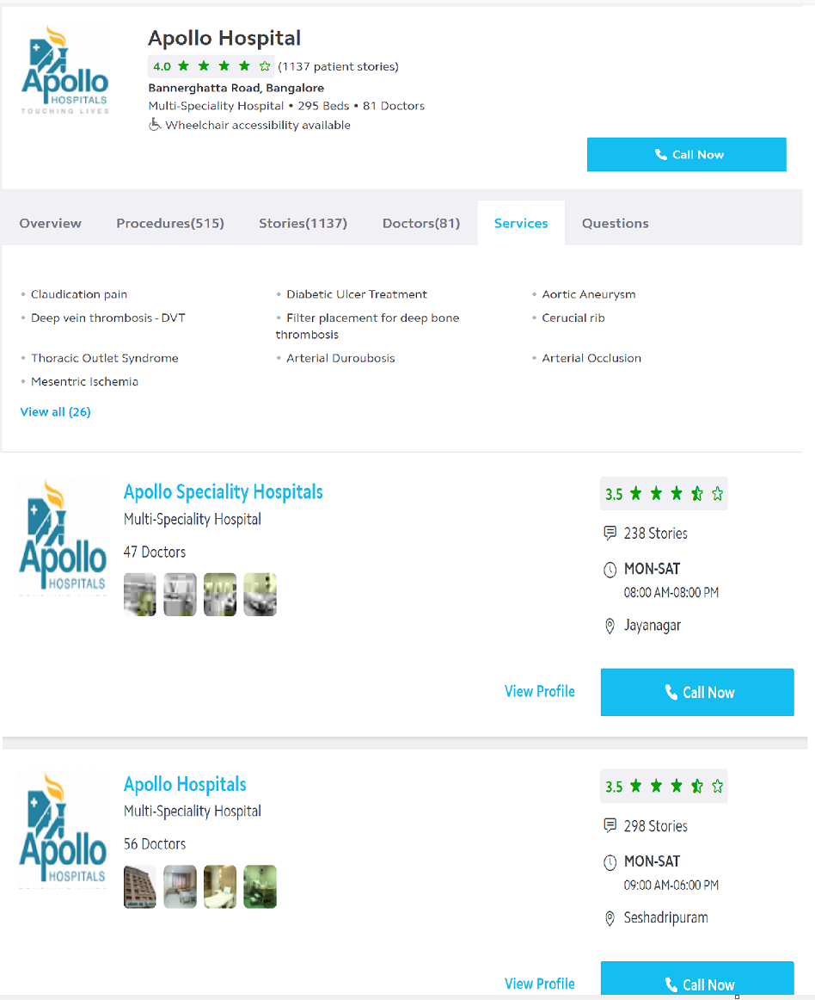 Apollo
HOSPITALS
TOUCHING LIVES
Apollo Hospital
4.0 (1137 patient stories)
Bannerghatta Road, Bangalore
Multi-Speciality Hospital • 295 Beds • 81 Doctors
Wheelchair accessibility available
Call Now
Overview Procedures(515) Stories(1137) Doctors(81) Services Questions
• Claudication pain • Diabetic Ulcer Treatment • Aortic Aneurysm
• Deep vein thrombosis - DVT • Filter placement for deep bone thrombosis • Cerucial rib
• Thoracic Outlet Syndrome • Arterial Duroubosis • Arterial Occlusion
• Mesentric Ischemia
View all (26)
Apollo
HOSPITALS
Apollo Speciality Hospitals
Multi-Speciality Hospital
47 Doctors
3.5
238 Stories
MON-SAT
08:00 AM-08:00 PM
Jayanagar
View Profile
Call Now
Apollo
HOSPITALS
Apollo Hospitals
Multi-Speciality Hospital
56 Doctors
3.5
298 Stories
MON-SAT
09:00 AM-06:00 PM
Seshadripuram
View Profile
Call Now